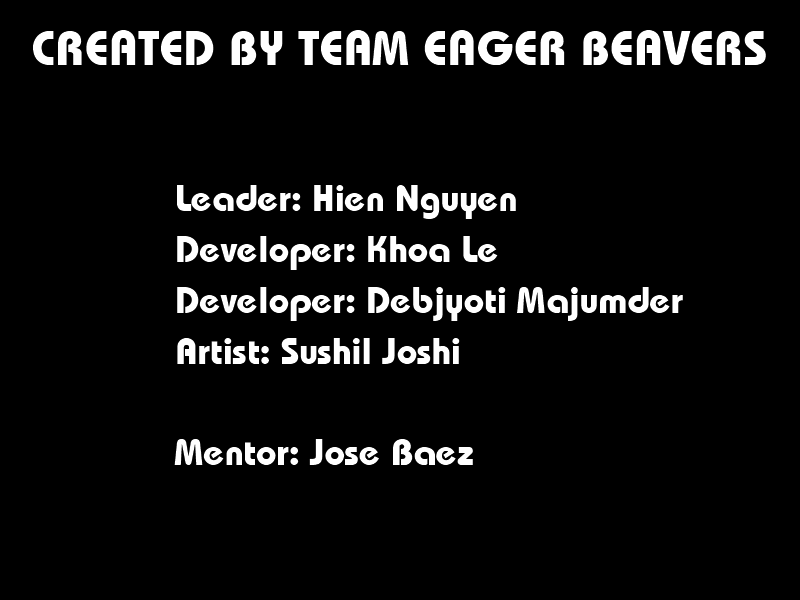 CREATED BY TEAM EAGER BEAVERS
Leader: Hien Nguyen
Developer: Khoa Le
Developer: Debjyoti Majumder
Artist: Sushil Joshi
Mentor: Jose Baez